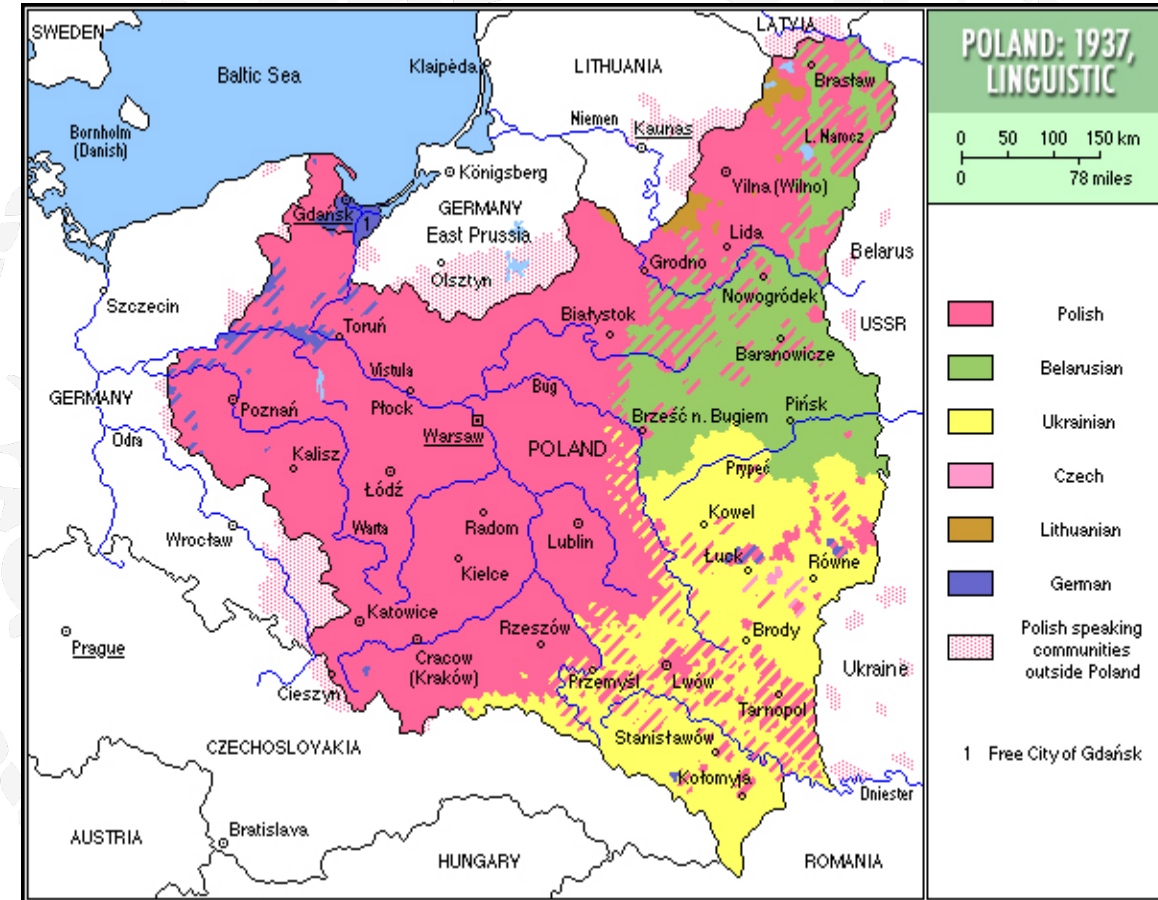 SWEDEN
LATVIA
POLAND: 1937,
LINGUISTIC
Baltic Sea
Klaipėda
LITHUANIA
Brasław
0 50 100 150 km
0 78 miles
Bornholm
(Danish)
Niemen
Kaunas
L. Narocz
Königsberg
Vilna (Wilno)
Gdańsk
1
GERMANY
East Prussia
Lida
Belarus
Olsztyn
Grodno
Nowogródek
Szczecin
Toruń
Białystok
USSR
Baranowicze
Vistula
Bug
GERMANY
Poznań
Płock
Brześć n. Bugiem
Pińsk
Warsaw
POLAND
Odra
Kalisz
Prypeć
Łódź
Kowel
Warta
Radom
Lublin
Wrocław
Łuck
Równe
Kielce
Katowice
Rzeszów
Brody
Prague
Cracow
(Kraków)
Przemyśl
Lwów
Ukraine
Cieszyn
Tarnopol
Stanisławów
CZECHOSLOVAKIA
Kołomyja
Dniester
AUSTRIA
Bratislava
HUNGARY
ROMANIA
Polish
Belarusian
Ukrainian
Czech
Lithuanian
German
Polish speaking
communities
outside Poland
1 Free City of Gdańsk